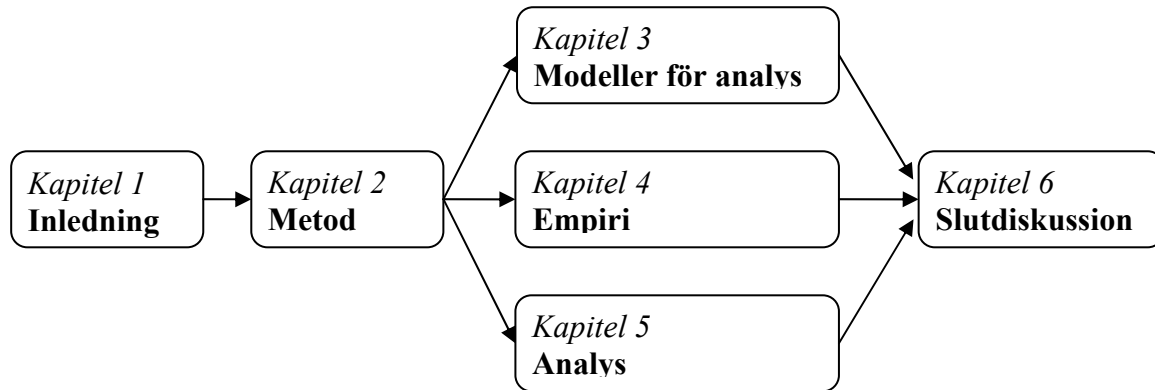 Kapitel 1
Inledning
Kapitel 2
Metod
Kapitel 3
Modeller för analys
Kapitel 4
Empiri
Kapitel 5
Analys
Kapitel 6
Slutdiskussion